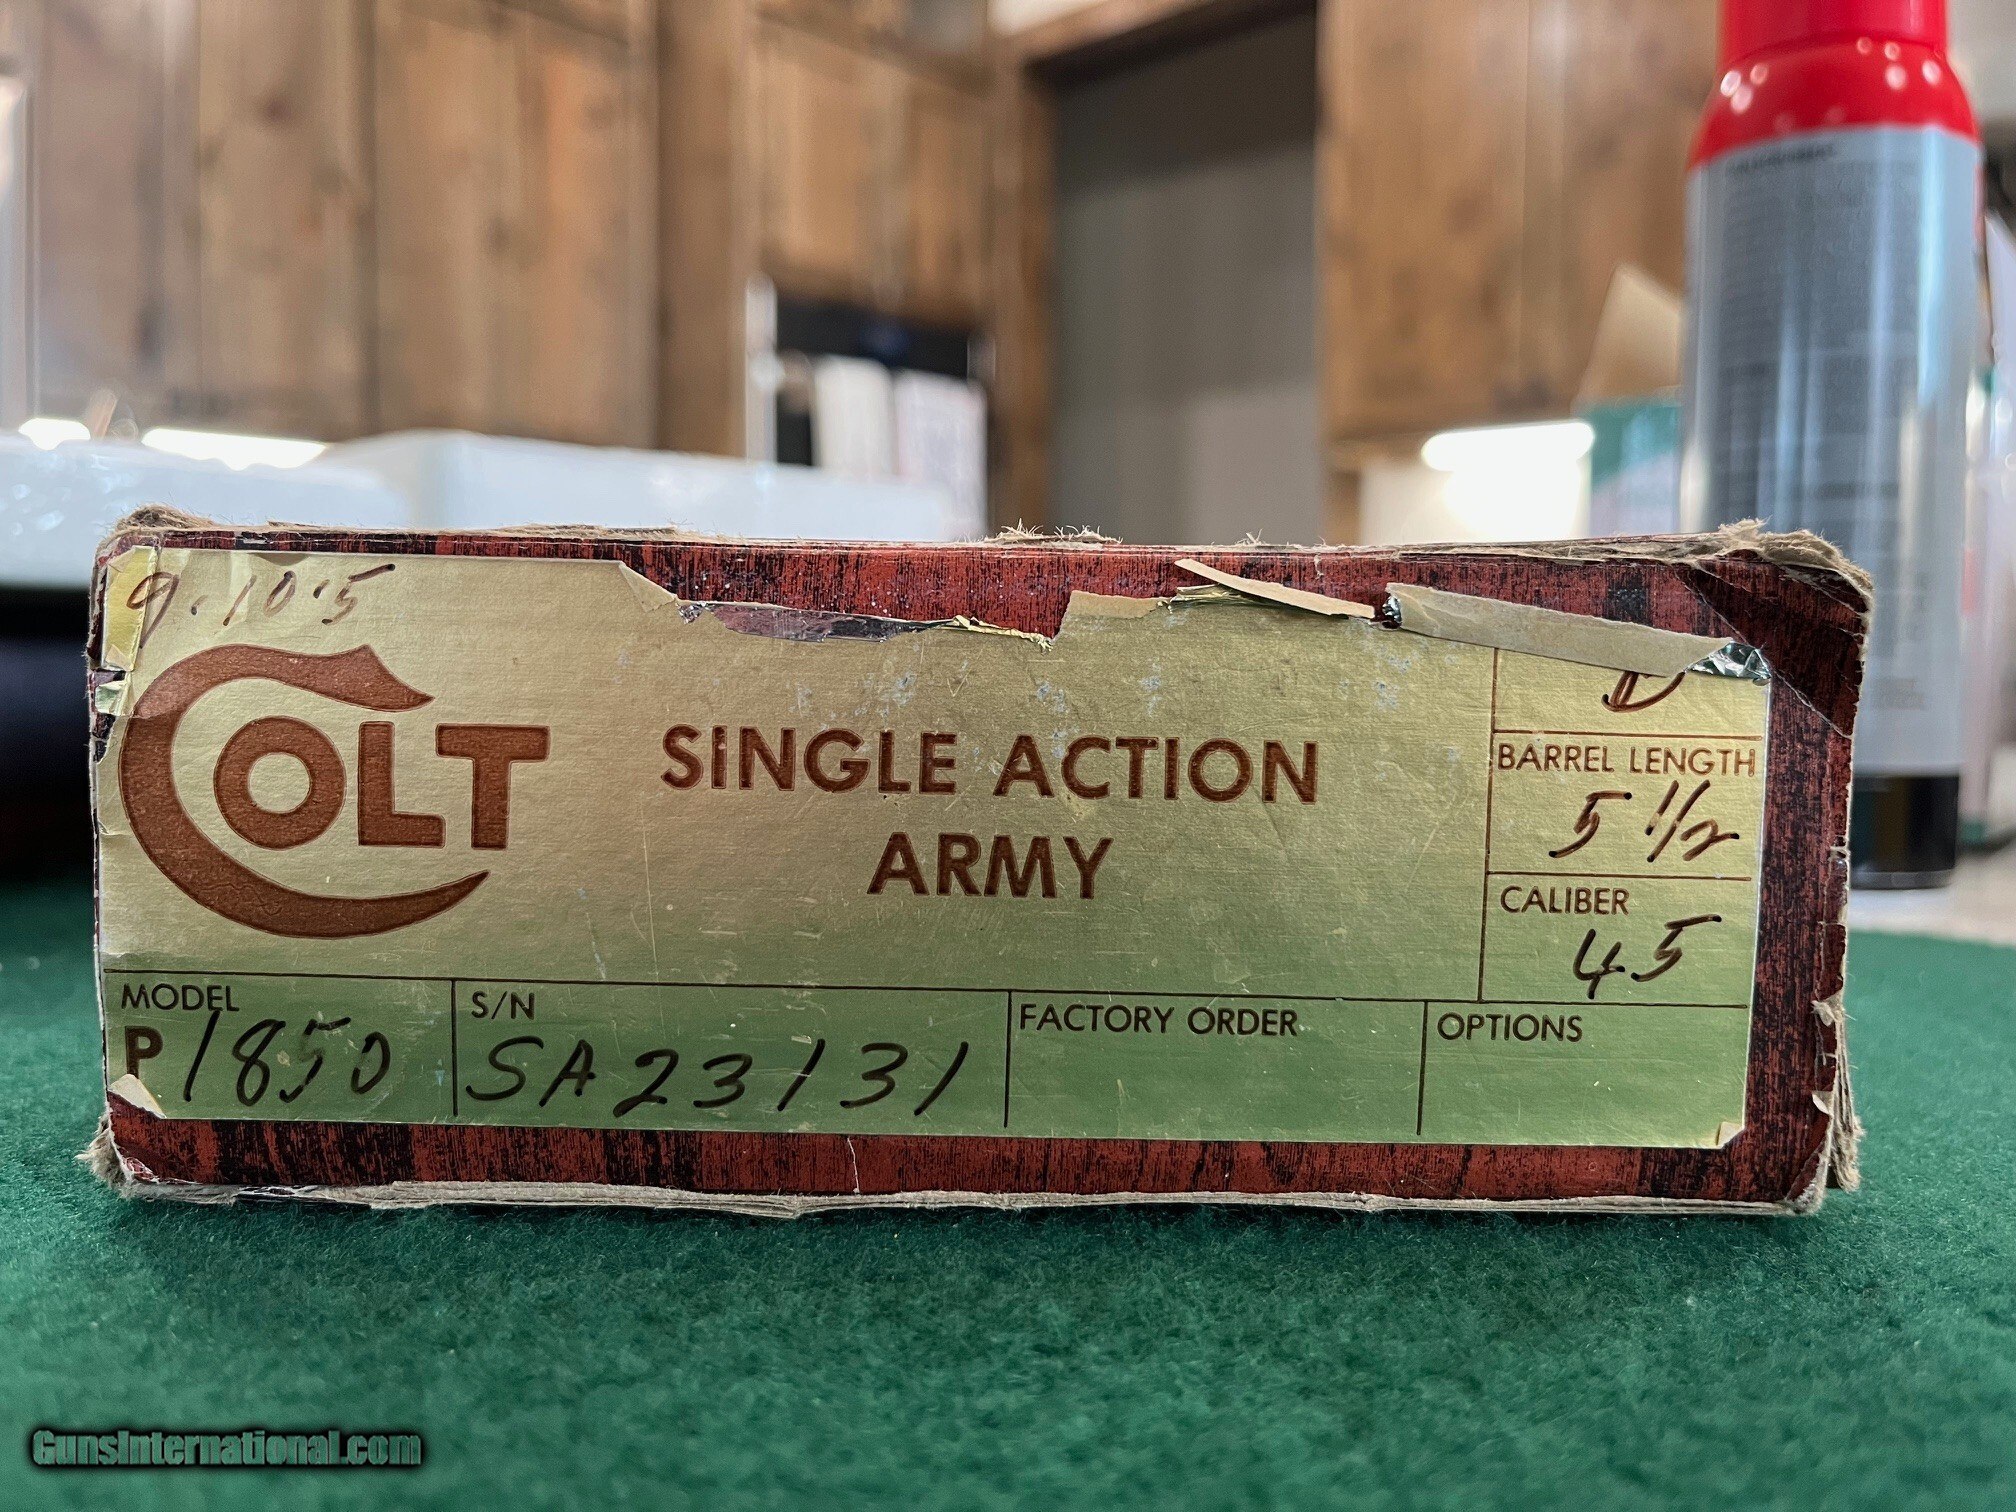 9.10.5
COLT
SINGLE ACTION
ARMY
BARREL LENGTH
5 1/2
CALIBER
45
MODEL
P1850
S/N
SA23131
FACTORY ORDER
OPTIONS
GunsInternational.com